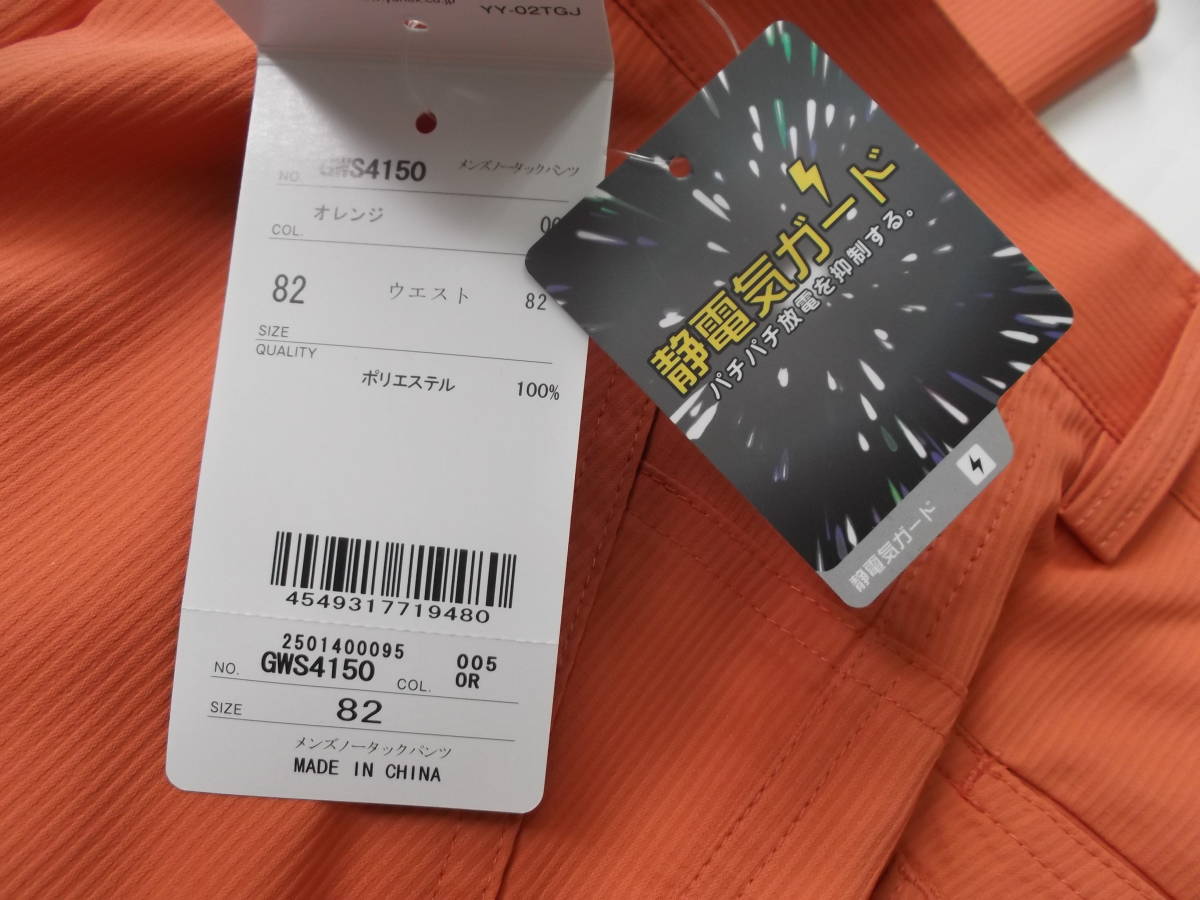 YY-02TGJ
NO. GWS4150 メンズノータックパンツ
COL. オレンジ
82 ウエスト 82
SIZE
QUALITY
ポリエステル 100%
4549317719480
2501400095
NO. GWS4150 COL. 005 OR
SIZE 82
メンズノータックパンツ
MADE IN CHINA
静電気ガード
パチパチ放電を抑制する。
静電気ガード